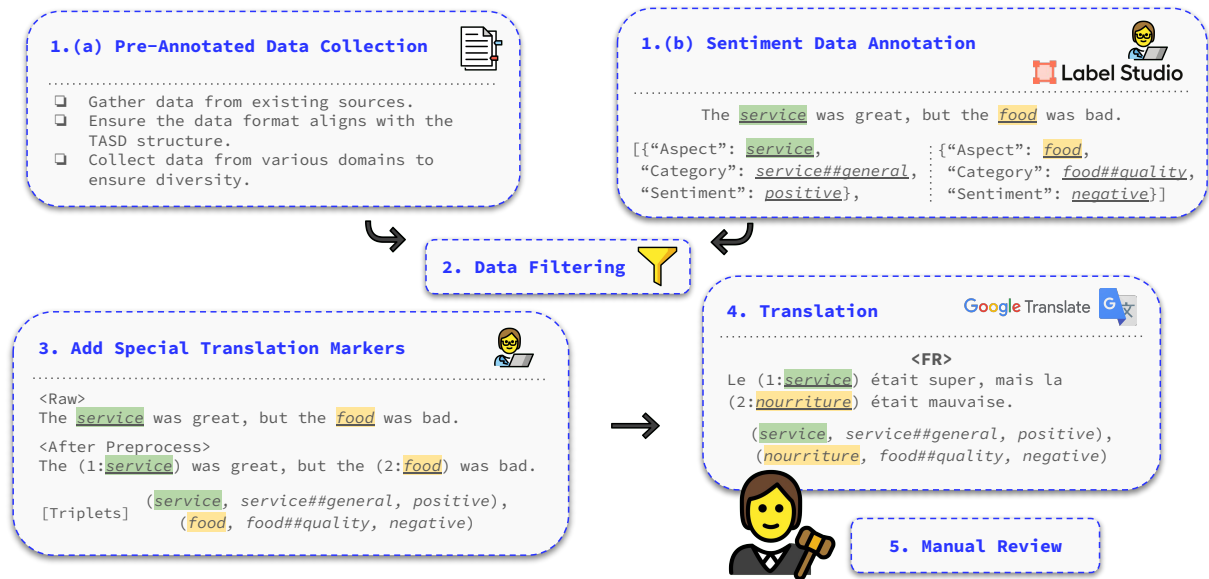 1.(a) Pre-Annotated Data Collection
❏ Gather data from existing sources.
❏ Ensure the data format aligns with the
TASD structure.
❏ Collect data from various domains to
ensure diversity.
1.(b) Sentiment Data Annotation
Label Studio
The service was great, but the food was bad.
[{“Aspect”: service,
“Category”: service##general,
“Sentiment”: positive},
{“Aspect”: food,
“Category”: food##quality,
“Sentiment”: negative}]
2. Data Filtering
3. Add Special Translation Markers
<Raw>
The service was great, but the food was bad.
<After Preprocess>
The (1:service) was great, but the (2:food) was bad.
[Triplets]
(service, service##general, positive),
(food, food##quality, negative)
4. Translation
Google Translate
G 文
<FR>
Le (1:service) était super, mais la
(2:nourriture) était mauvaise.
(service, service##general, positive),
(nourriture, food##quality, negative)
5. Manual Review